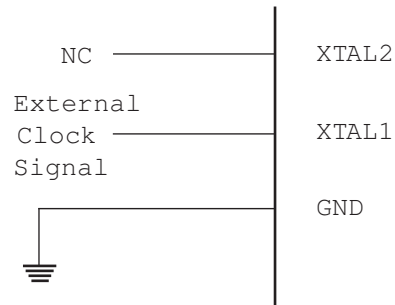 NC
XTAL2
External
Clock
Signal
XTAL1
GND